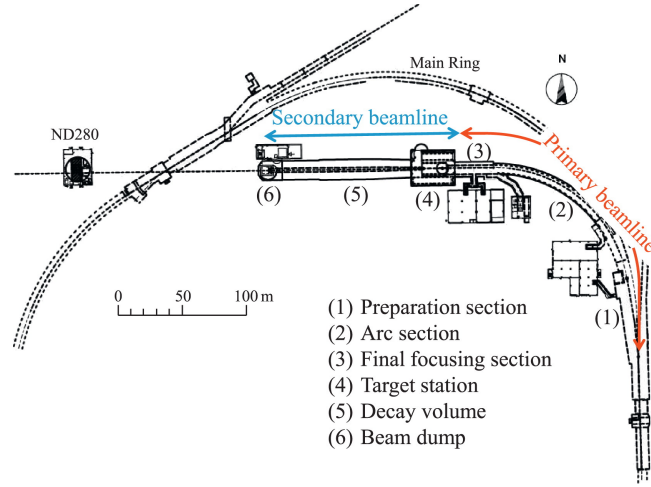 Main Ring
N
ND280
Secondary beamline
Primary beamline
(3)
(6)
(5)
(4)
(2)
(1)
0 50 100 m
(1) Preparation section
(2) Arc section
(3) Final focusing section
(4) Target station
(5) Decay volume
(6) Beam dump